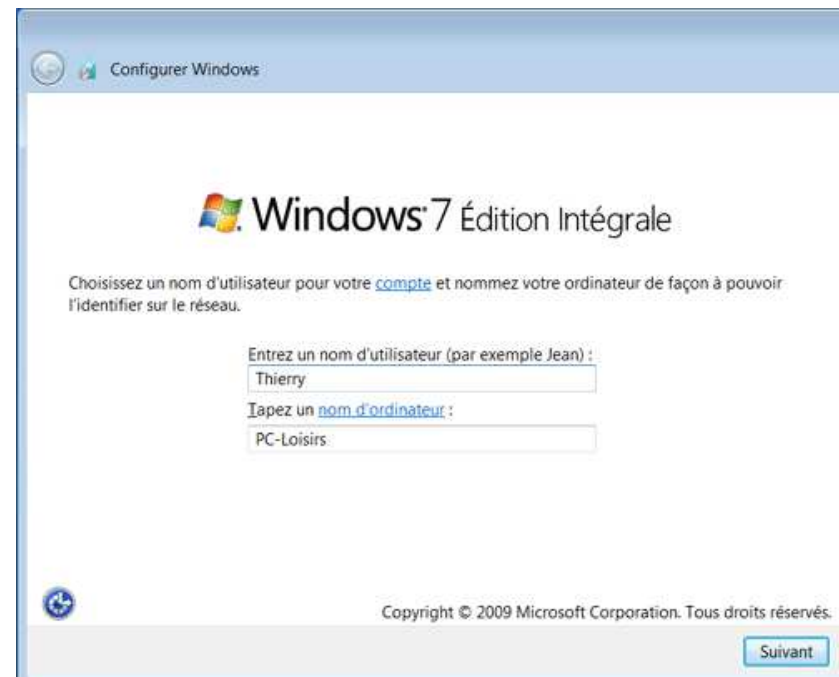 Configurer Windows
Windows 7 Édition Intégrale
Choisissez un nom d'utilisateur pour votre compte et nommez votre ordinateur de façon à pouvoir
l'identifier sur le réseau.
Entrez un nom d'utilisateur (par exemple Jean) :
Thierry
Tapez un nom d'ordinateur :
PC-Loisirs
Copyright © 2009 Microsoft Corporation. Tous droits réservés.
Suivant